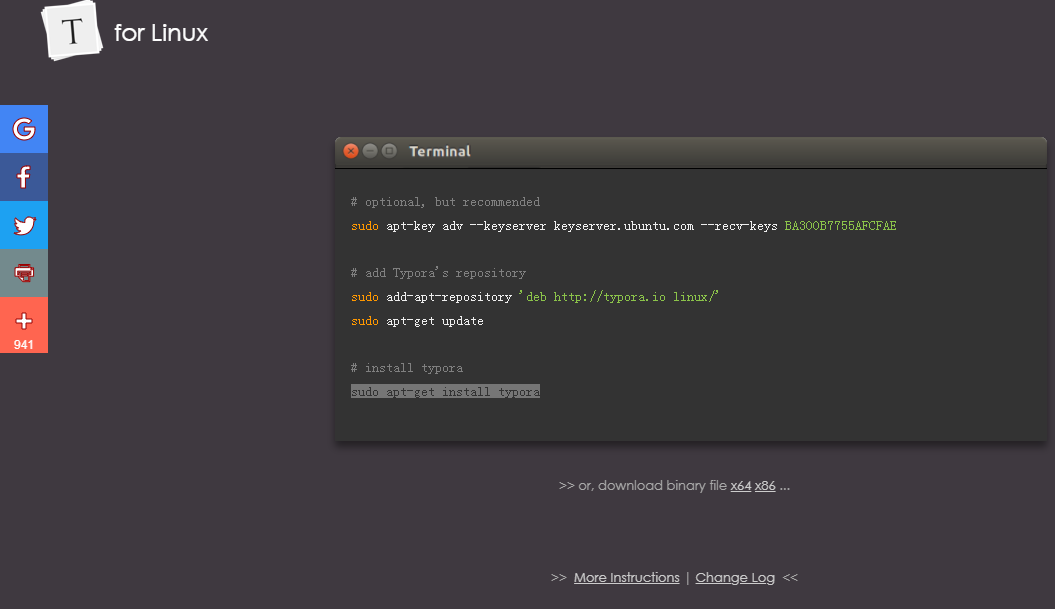 T for Linux
941
Terminal
# optional, but recommended
sudo apt-key adv --keyserver keyserver.ubuntu.com --recv-keys BA300B7755AFCFAE
# add Typora's repository
sudo add-apt-repository 'deb http://typora.io linux/'
sudo apt-get update
# install typora
sudo apt-get install typora
>> or, download binary file x64 x86 ...
>> More Instructions | Change Log <<